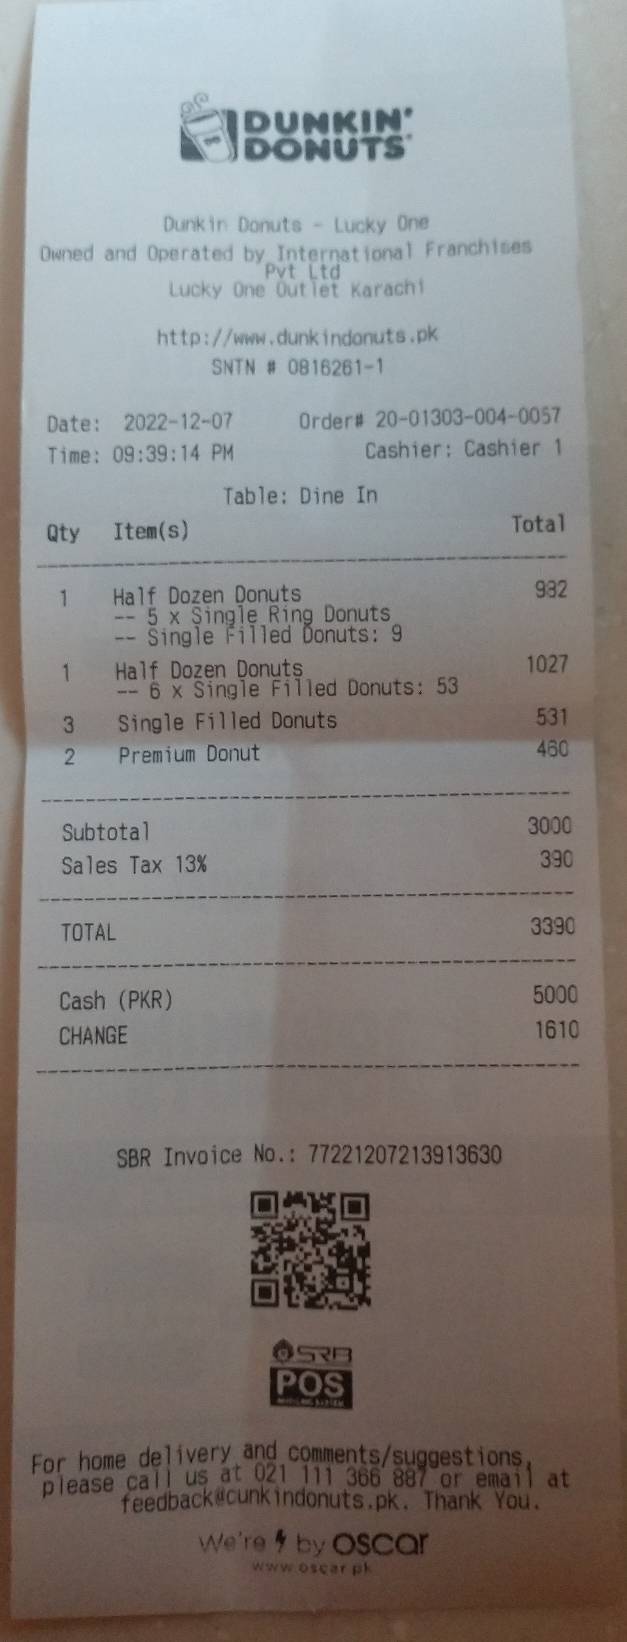 DUNKIN'
DONUTS
Dunkin Donuts - Lucky One
Owned and Operated by International Franchises
Pvt Ltd
Lucky One Outlet Karachi
http://www.dunkindonuts.pk
SNTN # 0816261-1
Date: 2022-12-07 Order# 20-01303-004-0057
Time: 09:39:14 PM Cashier: Cashier 1
Table: Dine In
Qty Item(s) Total
1 Half Dozen Donuts 982
-- 5 x Single Ring Donuts
-- Single Filled Donuts: 9
1 Half Dozen Donuts 1027
-- 6 x Single Filled Donuts: 53
3 Single Filled Donuts 531
2 Premium Donut 460
Subtotal 3000
Sales Tax 13% 390
TOTAL 3390
Cash (PKR) 5000
CHANGE 1610
SBR Invoice No.: 77221207213913630
SRB
POS
For home delivery and comments/suggestions,
please call us at 021 111 366 887 or email at
feedback@cunkindonuts.pk. Thank You.
We're by oscar
www.oscar.pk